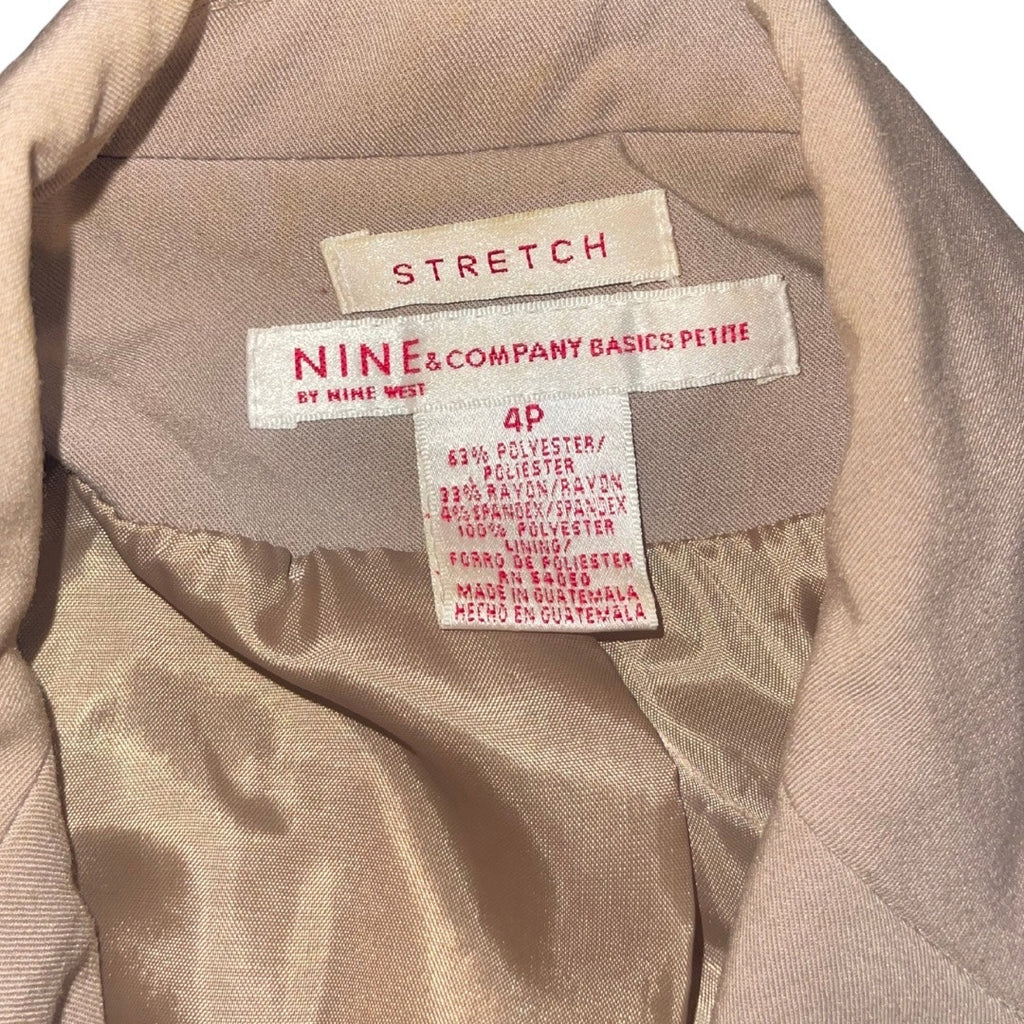 STRETCH
NINE & COMPANY BASICS PETITE
BY NINE WEST
4P
63% POLYESTER/
POLIESTER
33% RAYON/RAYON
4% SPANDEX/SPANDEX
100% POLYESTER
LINING/
FORRO DE POLIESTER
RN 54050
MADE IN GUATEMALA
HECHO EN GUATEMALA